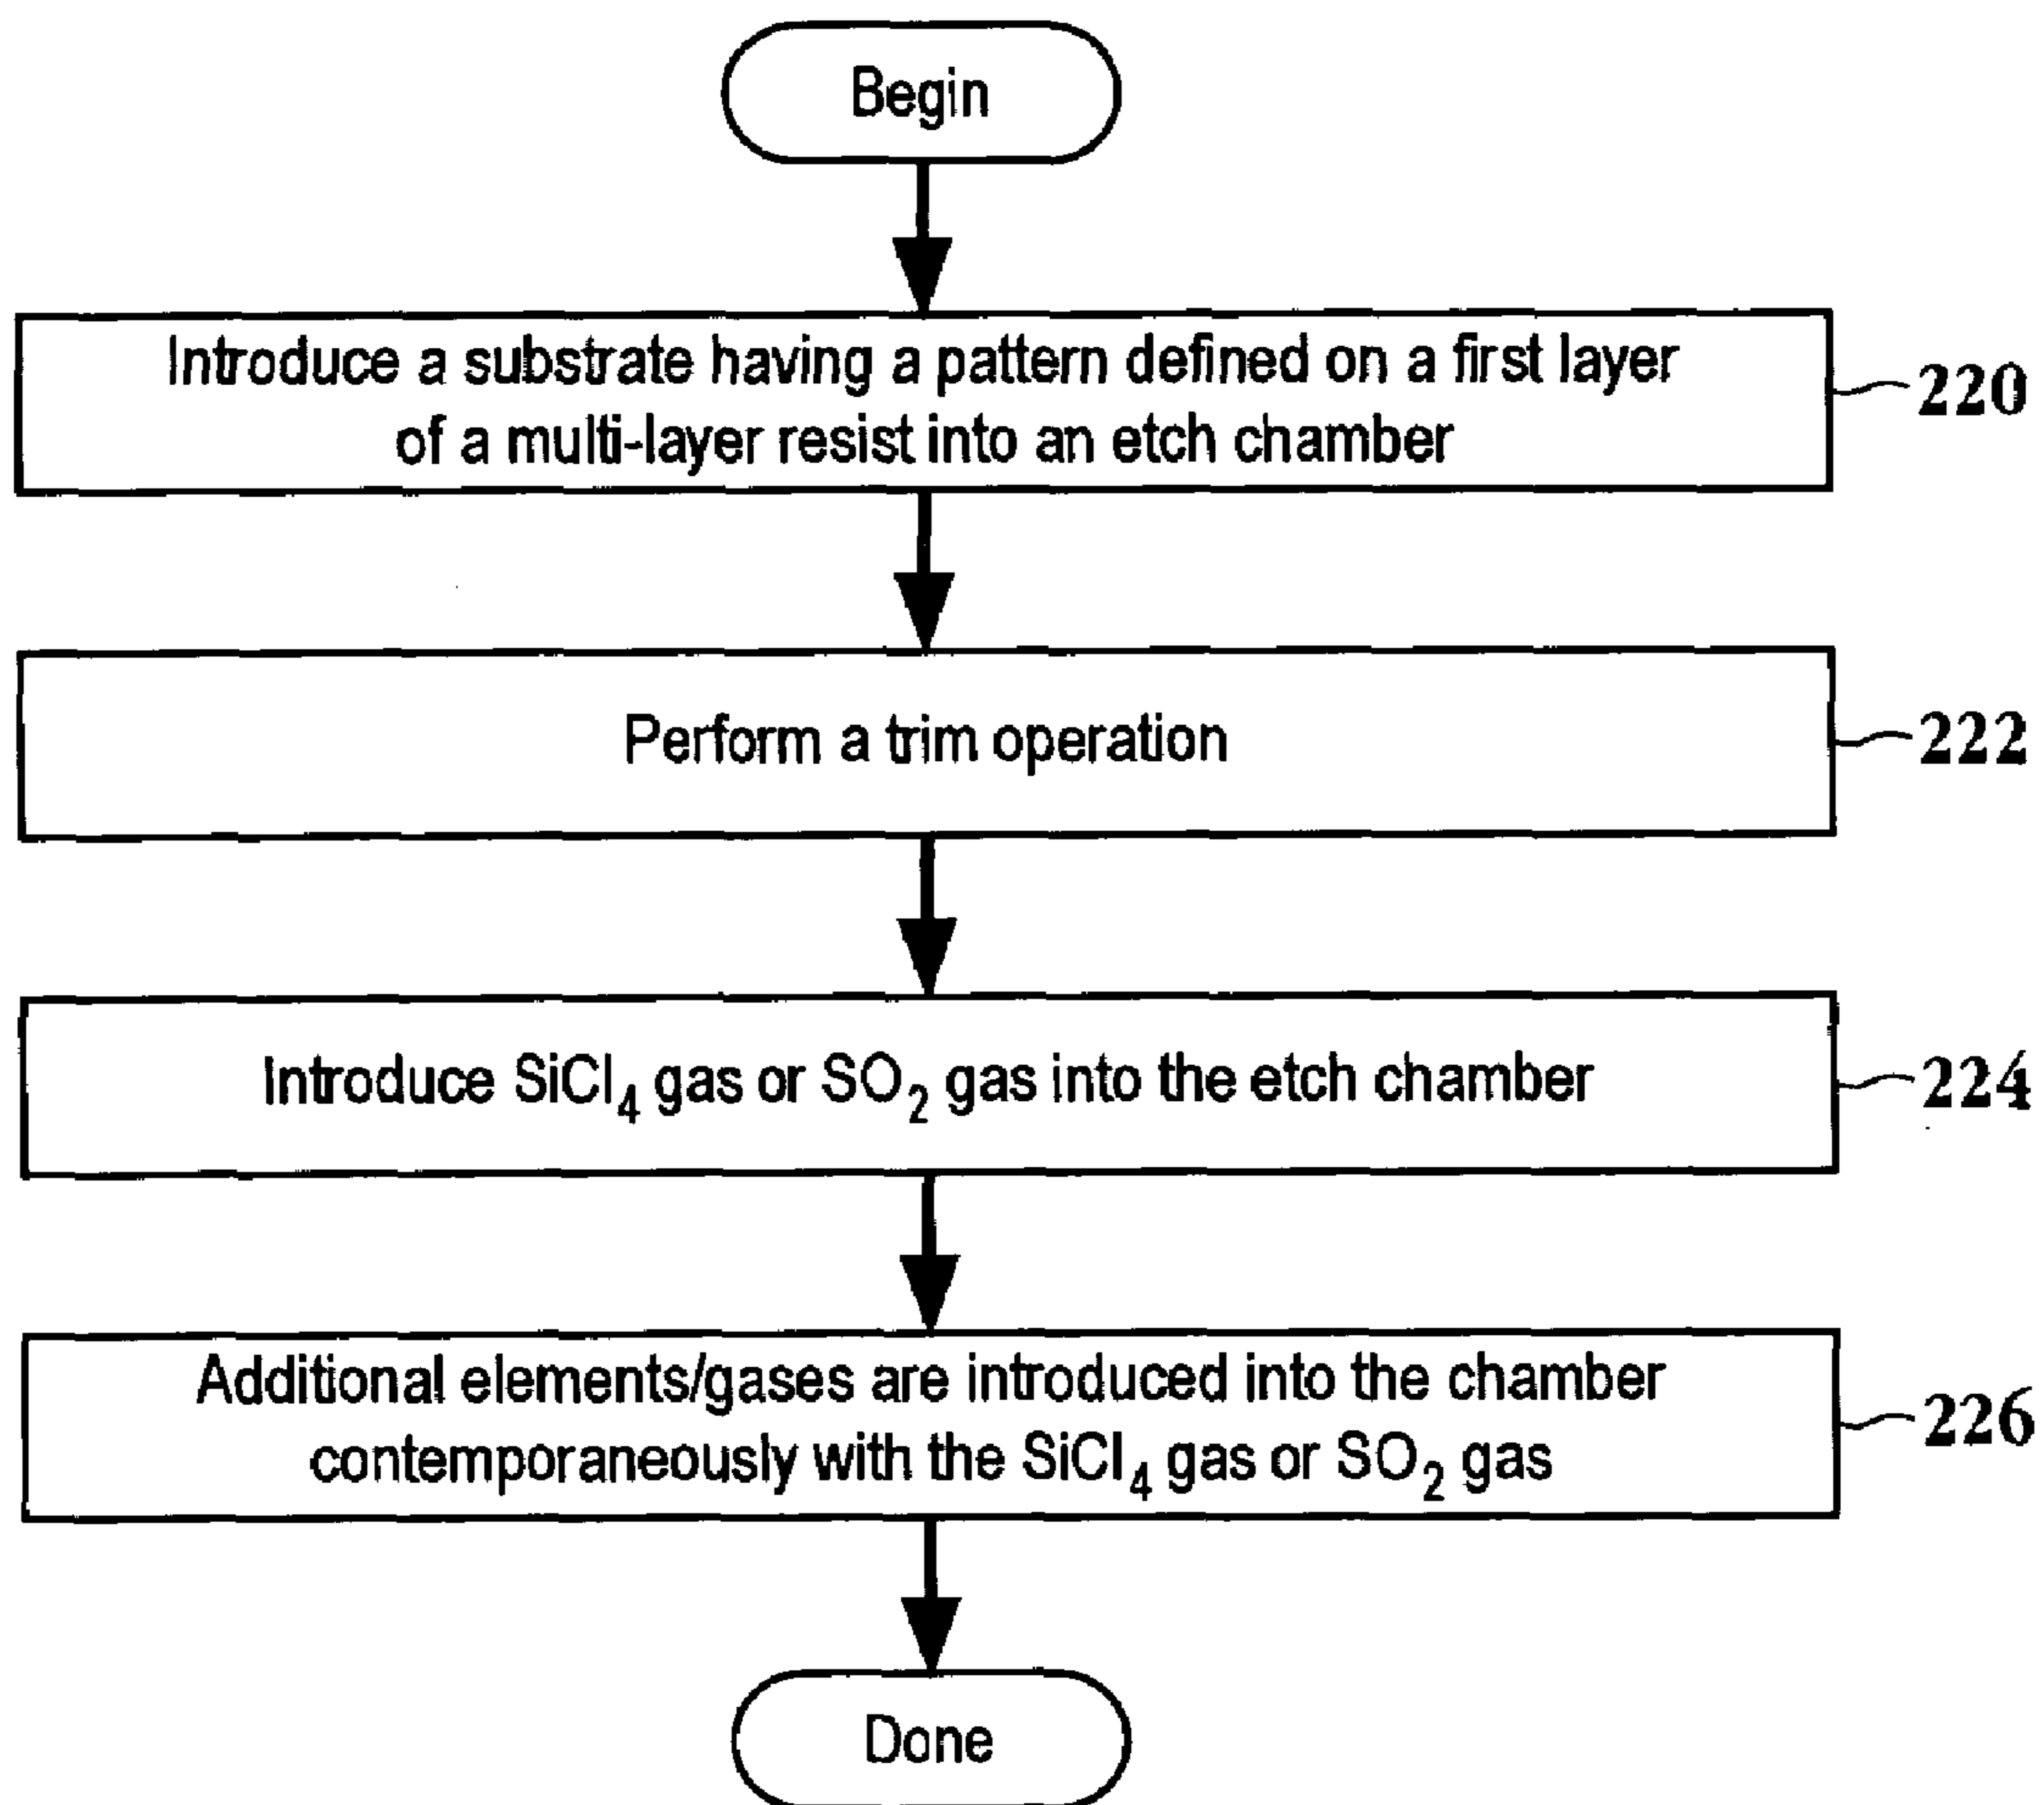 Begin
Introduce a substrate having a pattern defined on a first layer
of a multi-layer resist into an etch chamber
220
Perform a trim operation
222
Introduce SiCl₄ gas or SO₂ gas into the etch chamber
224
Additional elements/gases are introduced into the chamber
contemporaneously with the SiCl₄ gas or SO₂ gas
226
Done